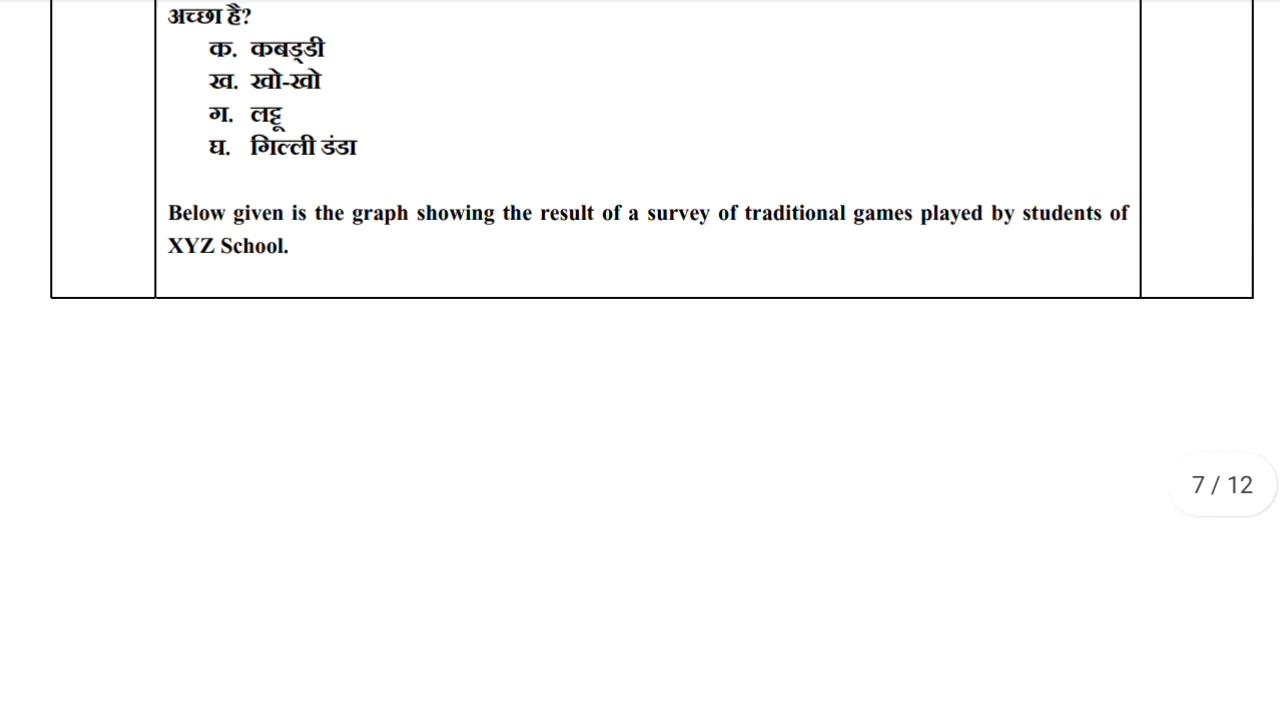 अच्छा है?
क. कबड्डी
ख. खो-खो
ग. लट्टू
घ. गिल्ली डंडा
Below given is the graph showing the result of a survey of traditional games played by students of
XYZ School.
7 / 12